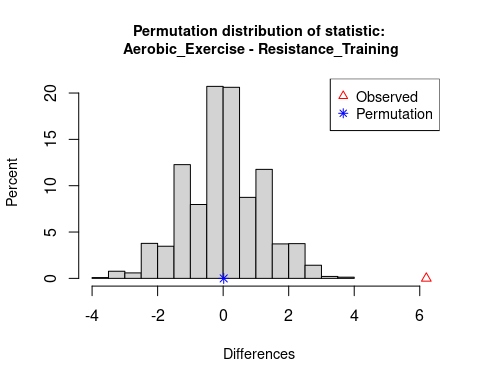 Permutation distribution of statistic:
Aerobic_Exercise - Resistance_Training
Observed
Permutation
Percent
20
15
10
5
0
-4 -2 0 2 4 6
Differences